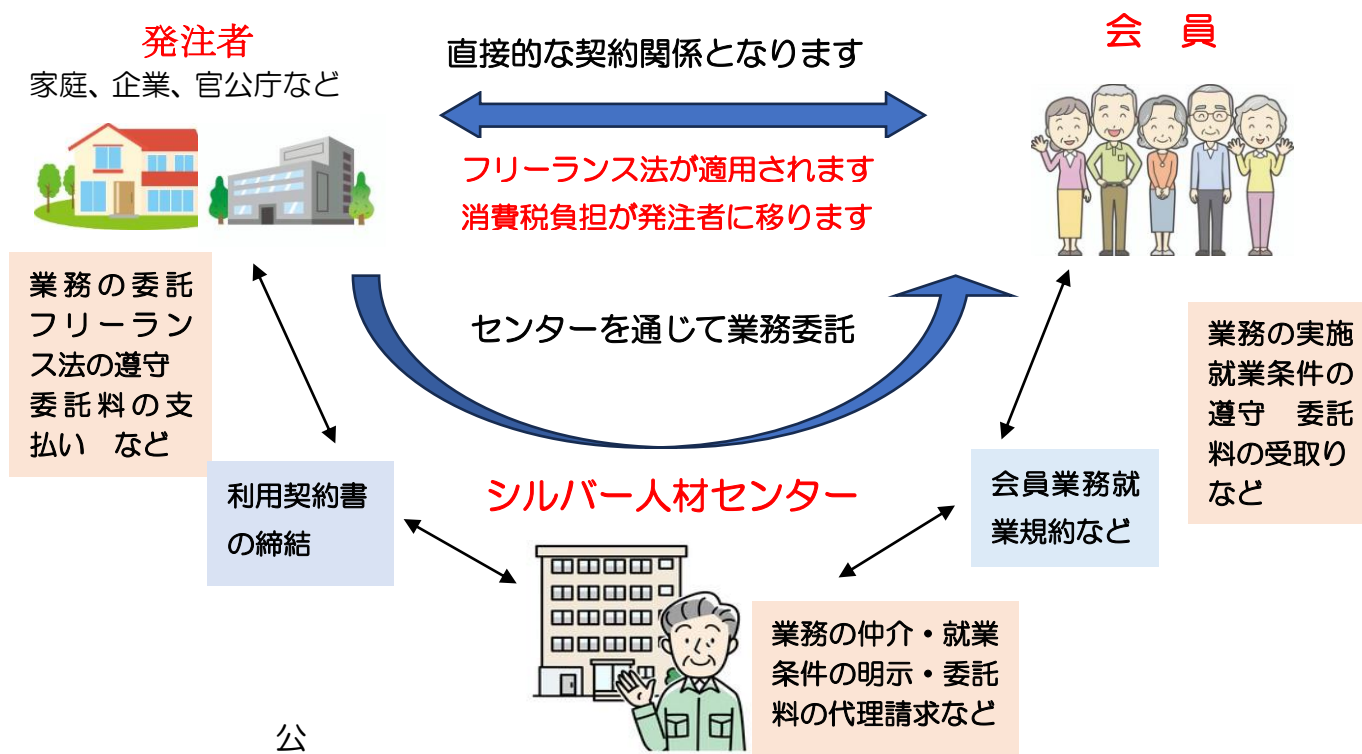 発注者
家庭、企業、官公庁など
直接的な契約関係となります
会　員
フリーランス法が適用されます
消費税負担が発注者に移ります
業務の委託
フリーラン
ス法の遵守
委託料の支
払い　など
センターを通じて業務委託
業務の実施
就業条件の
遵守　委託
料の受取り
など
利用契約書
の締結
シルバー人材センター
会員業務就
業規約など
業務の仲介・就業
条件の明示・委託
料の代理請求など
公